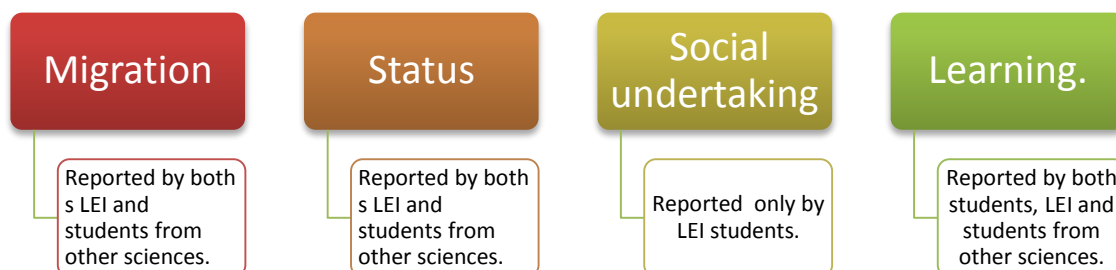 Migration
Reported by both
s LEI and
students from
other sciences.
Status
Reported by both
s LEI and
students from
other sciences.
Social
undertaking
Reported only by
LEI students.
Learning.
Reported by both
students, LEI and
students from
other sciences.